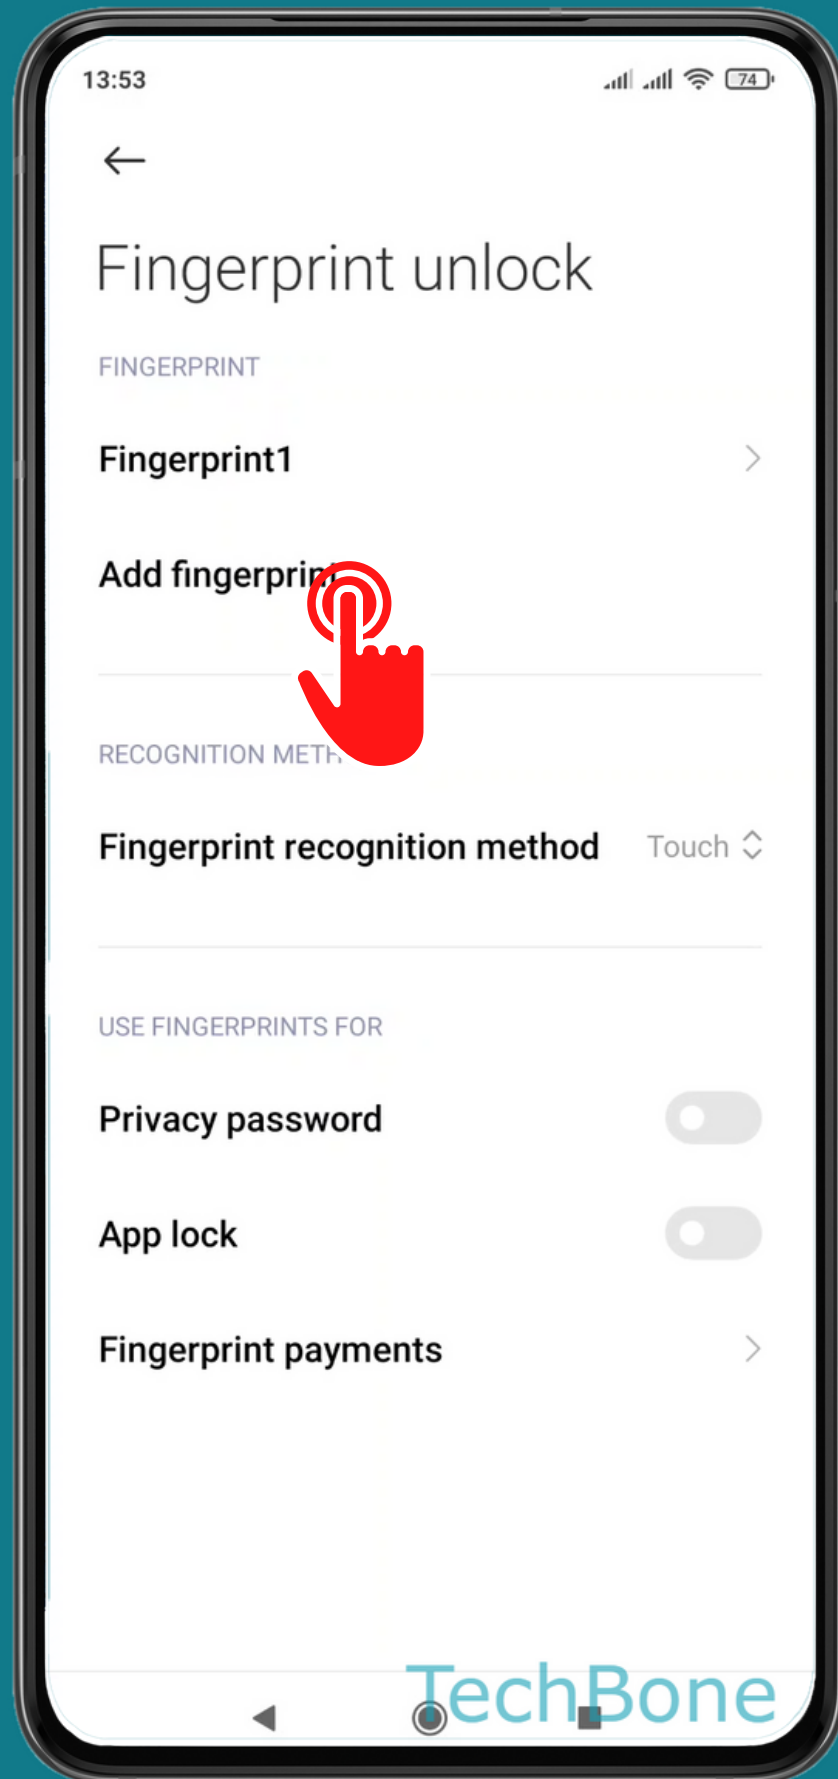 13:53
74
Fingerprint unlock
FINGERPRINT
Fingerprint1
Add fingerprint
RECOGNITION METH
Fingerprint recognition method Touch
USE FINGERPRINTS FOR
Privacy password
App lock
Fingerprint payments
TechBone